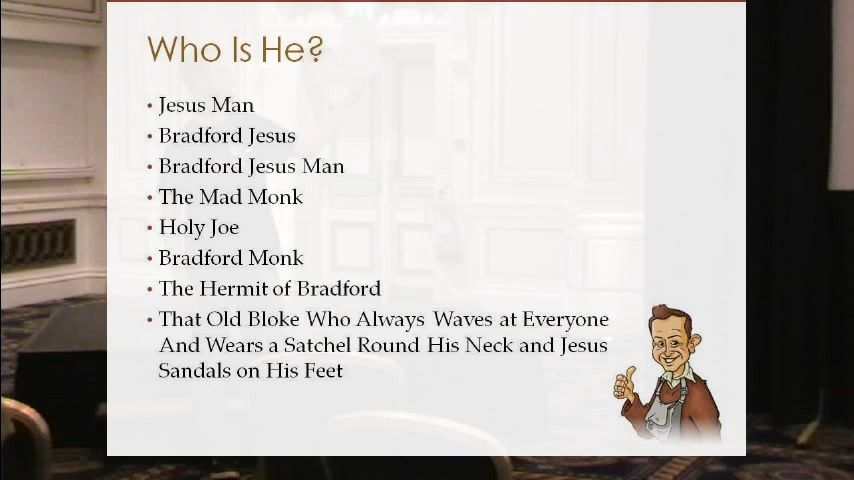 Who Is He?
• Jesus Man
• Bradford Jesus
• Bradford Jesus Man
• The Mad Monk
• Holy Joe
• Bradford Monk
• The Hermit of Bradford
• That Old Bloke Who Always Waves at Everyone
And Wears a Satchel Round His Neck and Jesus
Sandals on His Feet